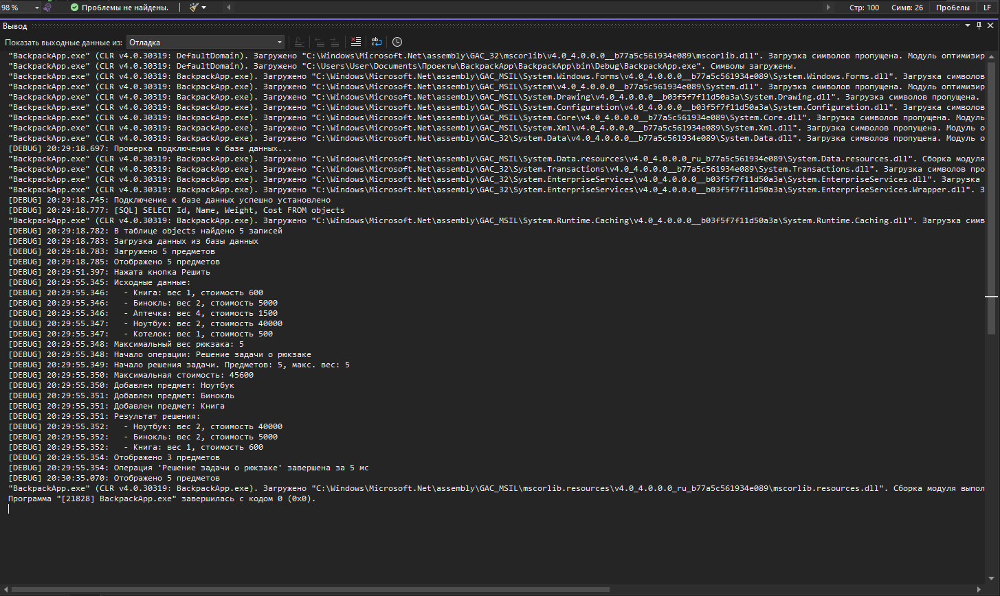 98 %
Проблемы не найдены.
Стр: 100
Симв: 26
Пробелы
LF
Вывод
Показать выходные данные из: Отладка
"BackpackApp.exe" (CLR v4.0.30319: DefaultDomain). Загружено "C:\Windows\Microsoft.Net\assembly\GAC_32\mscorlib\v4.0_4.0.0.0__b77a5c561934e089\mscorlib.dll". Загрузка символов пропущена. Модуль оптимизир
"BackpackApp.exe" (CLR v4.0.30319: DefaultDomain). Загружено "C:\Users\User\Documents\Проекты\BackpackApp\BackpackApp\bin\Debug\BackpackApp.exe". Символы загружены.
"BackpackApp.exe" (CLR v4.0.30319: BackpackApp.exe). Загружено "C:\Windows\Microsoft.Net\assembly\GAC_MSIL\System.Windows.Forms\v4.0_4.0.0.0__b77a5c561934e089\System.Windows.Forms.dll". Загрузка символов
"BackpackApp.exe" (CLR v4.0.30319: BackpackApp.exe). Загружено "C:\Windows\Microsoft.Net\assembly\GAC_MSIL\System\v4.0_4.0.0.0__b77a5c561934e089\System.dll". Загрузка символов пропущена. Модуль оптимизир
"BackpackApp.exe" (CLR v4.0.30319: BackpackApp.exe). Загружено "C:\Windows\Microsoft.Net\assembly\GAC_MSIL\System.Drawing\v4.0_4.0.0.0__b03f5f7f11d50a3a\System.Drawing.dll". Загрузка символов пропущена.
"BackpackApp.exe" (CLR v4.0.30319: BackpackApp.exe). Загружено "C:\Windows\Microsoft.Net\assembly\GAC_MSIL\System.Configuration\v4.0_4.0.0.0__b03f5f7f11d50a3a\System.Configuration.dll". Загрузка символов
"BackpackApp.exe" (CLR v4.0.30319: BackpackApp.exe). Загружено "C:\Windows\Microsoft.Net\assembly\GAC_MSIL\System.Core\v4.0_4.0.0.0__b77a5c561934e089\System.Core.dll". Загрузка символов пропущена. Модуль
"BackpackApp.exe" (CLR v4.0.30319: BackpackApp.exe). Загружено "C:\Windows\Microsoft.Net\assembly\GAC_MSIL\System.Xml\v4.0_4.0.0.0__b77a5c561934e089\System.Xml.dll". Загрузка символов пропущена. Модуль о
"BackpackApp.exe" (CLR v4.0.30319: BackpackApp.exe). Загружено "C:\Windows\Microsoft.Net\assembly\GAC_32\System.Data\v4.0_4.0.0.0__b77a5c561934e089\System.Data.dll". Загрузка символов пропущена. Модуль о
[DEBUG] 20:29:18.697: Проверка подключения к базе данных...
"BackpackApp.exe" (CLR v4.0.30319: BackpackApp.exe). Загружено "C:\Windows\Microsoft.Net\assembly\GAC_MSIL\System.Data.resources\v4.0_4.0.0.0_ru_b77a5c561934e089\System.Data.resources.dll". Сборка модуля
"BackpackApp.exe" (CLR v4.0.30319: BackpackApp.exe). Загружено "C:\Windows\Microsoft.Net\assembly\GAC_32\System.Transactions\v4.0_4.0.0.0__b77a5c561934e089\System.Transactions.dll". Загрузка символов про
"BackpackApp.exe" (CLR v4.0.30319: BackpackApp.exe). Загружено "C:\Windows\Microsoft.Net\assembly\GAC_32\System.EnterpriseServices\v4.0_4.0.0.0__b03f5f7f11d50a3a\System.EnterpriseServices.dll". Загрузка
"BackpackApp.exe" (CLR v4.0.30319: BackpackApp.exe). Загружено "C:\Windows\Microsoft.Net\assembly\GAC_32\System.EnterpriseServices\v4.0_4.0.0.0__b03f5f7f11d50a3a\System.EnterpriseServices.Wrapper.dll". З
[DEBUG] 20:29:18.745: Подключение к базе данных успешно установлено
[DEBUG] 20:29:18.777: [SQL] SELECT Id, Name, Weight, Cost FROM objects
"BackpackApp.exe" (CLR v4.0.30319: BackpackApp.exe). Загружено "C:\Windows\Microsoft.Net\assembly\GAC_MSIL\System.Runtime.Caching\v4.0_4.0.0.0__b03f5f7f11d50a3a\System.Runtime.Caching.dll". Загрузка симв
[DEBUG] 20:29:18.782: В таблице objects найдено 5 записей
[DEBUG] 20:29:18.783: Загрузка данных из базы данных
[DEBUG] 20:29:18.783: Загружено 5 предметов
[DEBUG] 20:29:18.785: Отображено 5 предметов
[DEBUG] 20:29:51.397: Нажата кнопка Решить
[DEBUG] 20:29:55.345: Исходные данные:
[DEBUG] 20:29:55.346:   - Книга: вес 1, стоимость 600
[DEBUG] 20:29:55.346:   - Бинокль: вес 2, стоимость 5000
[DEBUG] 20:29:55.346:   - Аптечка: вес 4, стоимость 1500
[DEBUG] 20:29:55.347:   - Ноутбук: вес 2, стоимость 40000
[DEBUG] 20:29:55.347:   - Котелок: вес 1, стоимость 500
[DEBUG] 20:29:55.348: Максимальный вес рюкзака: 5
[DEBUG] 20:29:55.348: Начало операции: Решение задачи о рюкзаке
[DEBUG] 20:29:55.349: Начало решения задачи. Предметов: 5, макс. вес: 5
[DEBUG] 20:29:55.350: Максимальная стоимость: 45600
[DEBUG] 20:29:55.350: Добавлен предмет: Ноутбук
[DEBUG] 20:29:55.351: Добавлен предмет: Бинокль
[DEBUG] 20:29:55.351: Добавлен предмет: Книга
[DEBUG] 20:29:55.351: Результат решения:
[DEBUG] 20:29:55.352:   - Ноутбук: вес 2, стоимость 40000
[DEBUG] 20:29:55.352:   - Бинокль: вес 2, стоимость 5000
[DEBUG] 20:29:55.352:   - Книга: вес 1, стоимость 600
[DEBUG] 20:29:55.354: Отображено 3 предметов
[DEBUG] 20:29:55.354: Операция 'Решение задачи о рюкзаке' завершена за 5 мс
[DEBUG] 20:30:35.070: Отображено 5 предметов
"BackpackApp.exe" (CLR v4.0.30319: BackpackApp.exe). Загружено "C:\Windows\Microsoft.Net\assembly\GAC_MSIL\mscorlib.resources\v4.0_4.0.0.0_ru_b77a5c561934e089\mscorlib.resources.dll". Сборка модуля выпол
Программа "[21828] BackpackApp.exe" завершилась с кодом 0 (0x0).